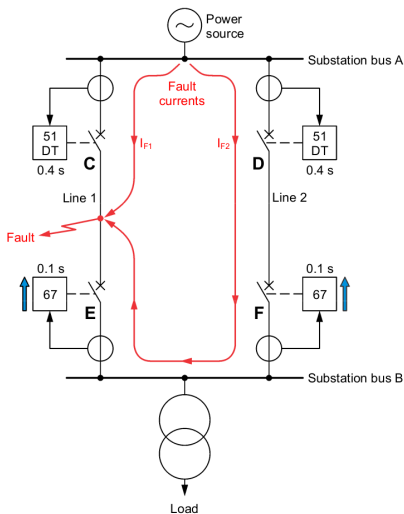 Power
source
Substation bus A
Fault
currents
51
DT
51
DT
I_F1
I_F2
C
D
0.4 s
0.4 s
Line 1
Line 2
Fault
0.1 s
0.1 s
67
67
E
F
Substation bus B
Load